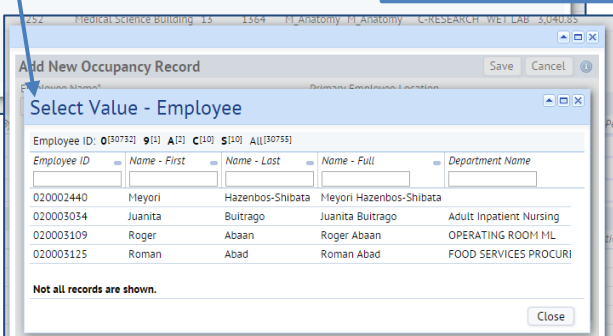 252 Medical Science Building 13 1364 M_Anatomy M_Anatomy C-RESEARCH WET LAB 3,040.85
Add New Occupancy Record Save Cancel
Employee Name* Primary Employee Location
Select Value - Employee
Employee ID: 0[30732] 9[1] A[2] C[10] S[10] All[30755]
Employee ID Name - First Name - Last Name - Full Department Name
020002440 Meyori Hazenbos-Shibata Meyori Hazenbos-Shibata
020003034 Juanita Buitrago Juanita Buitrago Adult Inpatient Nursing
020003109 Roger Abaan Roger Abaan OPERATING ROOM ML
020003125 Roman Abad Roman Abad FOOD SERVICES PROCURE
Not all records are shown.
Close